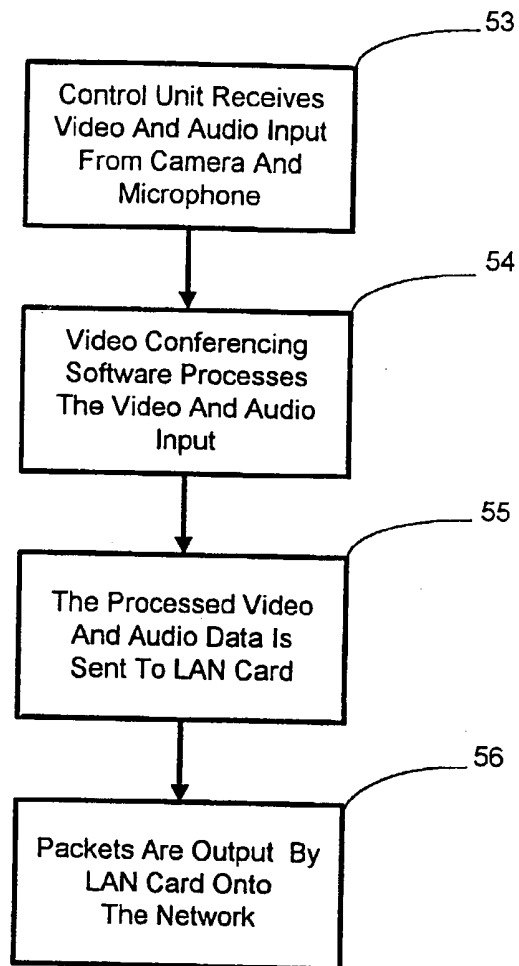 53
Control Unit Receives
Video And Audio Input
From Camera And
Microphone
54
Video Conferencing
Software Processes
The Video And Audio
Input
55
The Processed Video
And Audio Data Is
Sent To LAN Card
56
Packets Are Output By
LAN Card Onto
The Network